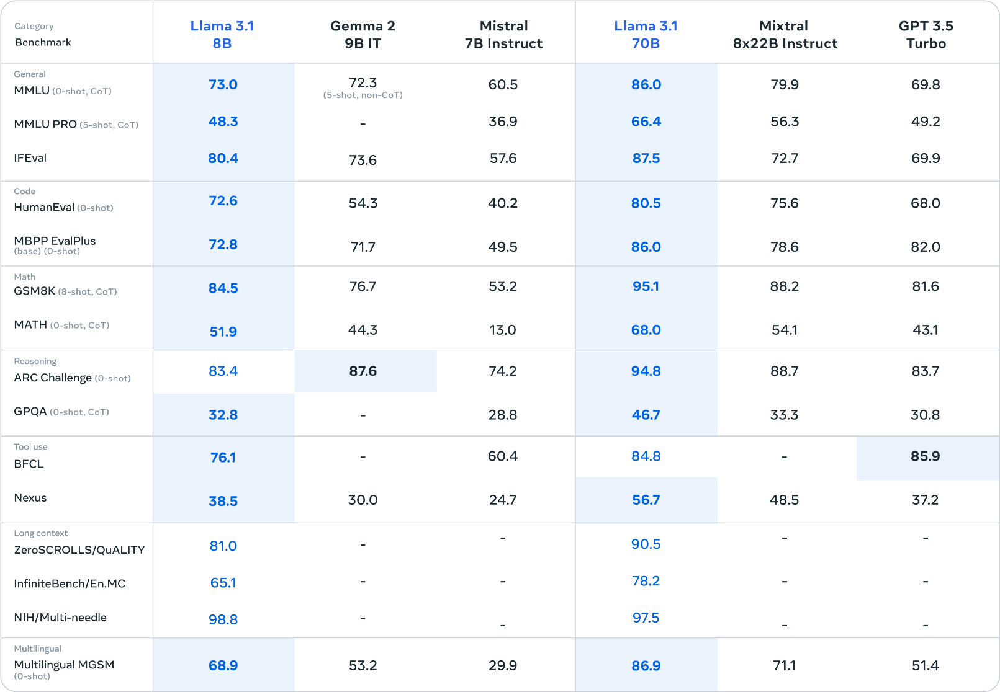 Category
Benchmark
Llama 3.1
8B
Gemma 2
9B IT
Mistral
7B Instruct
Llama 3.1
70B
Mixtral
8x22B Instruct
GPT 3.5
Turbo
General
MMLU (0-shot, CoT) 73.0 72.3 60.5 86.0 79.9 69.8
(5-shot, non-CoT)
MMLU PRO (5-shot, CoT) 48.3 - 36.9 66.4 56.3 49.2
IFEval 80.4 73.6 57.6 87.5 72.7 69.9
Code
HumanEval (0-shot) 72.6 54.3 40.2 80.5 75.6 68.0
MBPP EvalPlus 72.8 71.7 49.5 86.0 78.6 82.0
(base) (0-shot)
Math
GSM8K (8-shot, CoT) 84.5 76.7 53.2 95.1 88.2 81.6
MATH (0-shot, CoT) 51.9 44.3 13.0 68.0 54.1 43.1
Reasoning
ARC Challenge (0-shot) 83.4 87.6 74.2 94.8 88.7 83.7
GPQA (0-shot, CoT) 32.8 - 28.8 46.7 33.3 30.8
Tool use
BFCL 76.1 - 60.4 84.8 - 85.9
Nexus 38.5 30.0 24.7 56.7 48.5 37.2
Long context
ZeroSCROLLS/QuALITY 81.0 - - 90.5 - -
InfiniteBench/En.MC 65.1 - - 78.2 - -
NIH/Multi-needle 98.8 - - 97.5 - -
Multilingual
Multilingual MGSM 68.9 53.2 29.9 86.9 71.1 51.4
(0-shot)